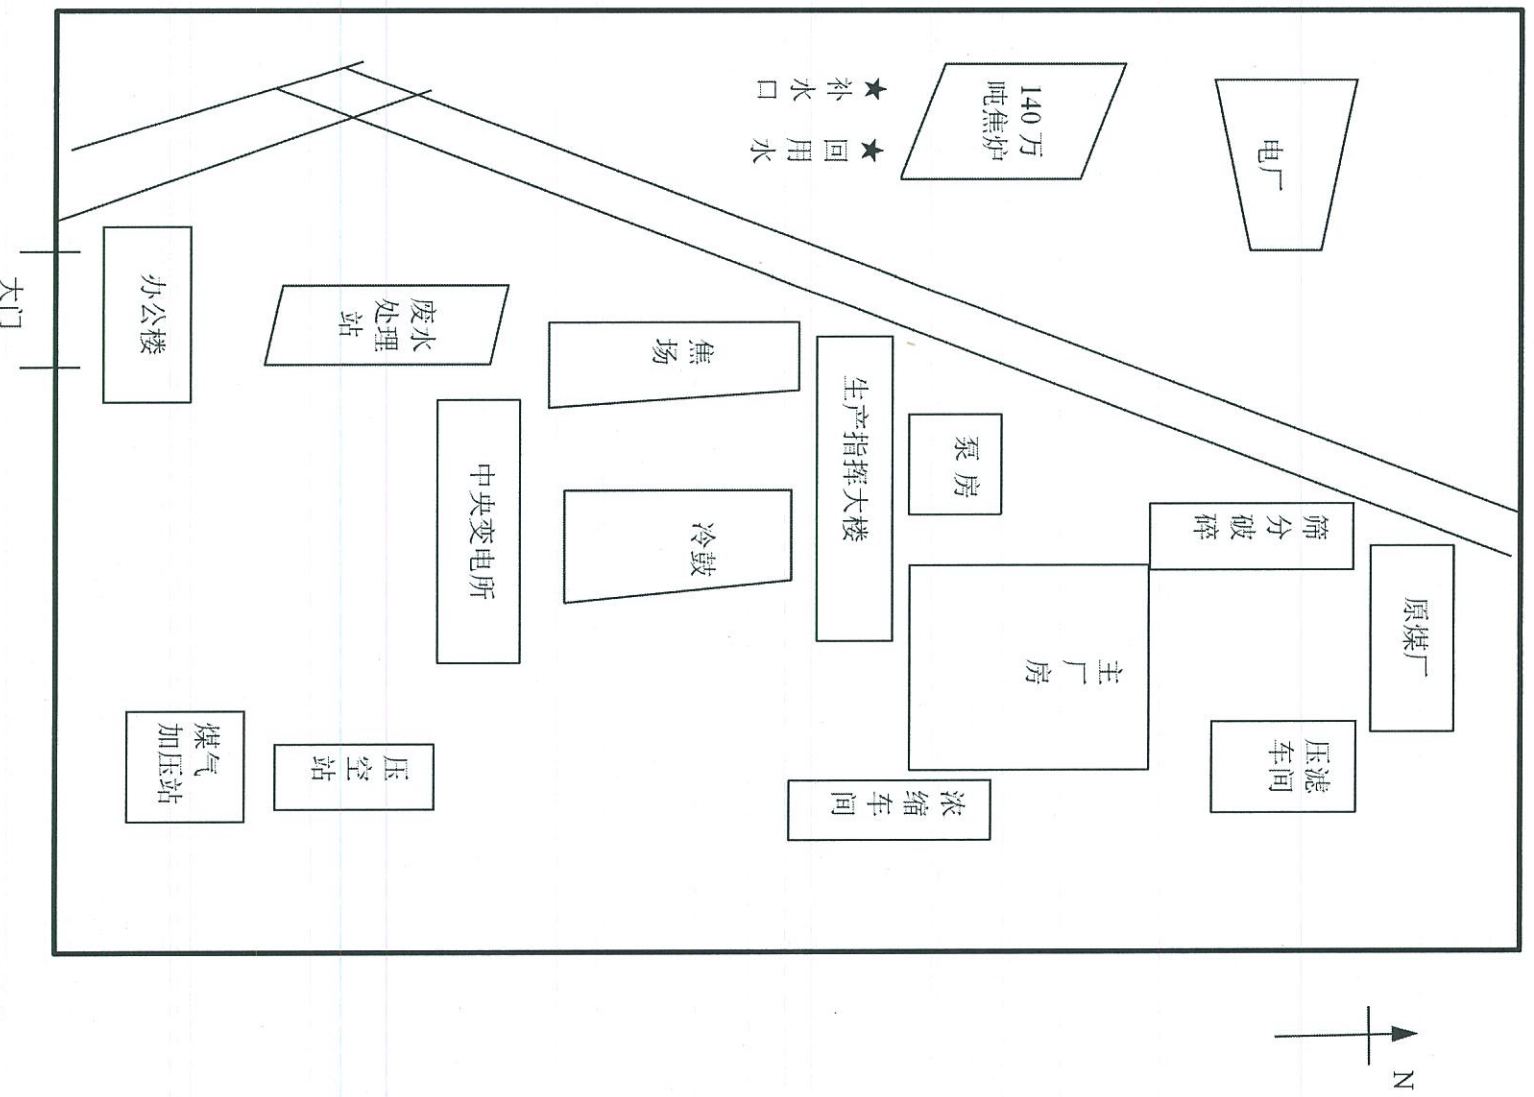 N
原煤厂
压滤
车间
筛分破碎
电厂
主厂房
140 万
吨焦炉
泵 房
浓缩车间
★补水口
★回用水
生产指挥大楼
焦场
冷鼓
中央变电所
废水
处理
站
压空站
煤气
加压站
办公楼
大门